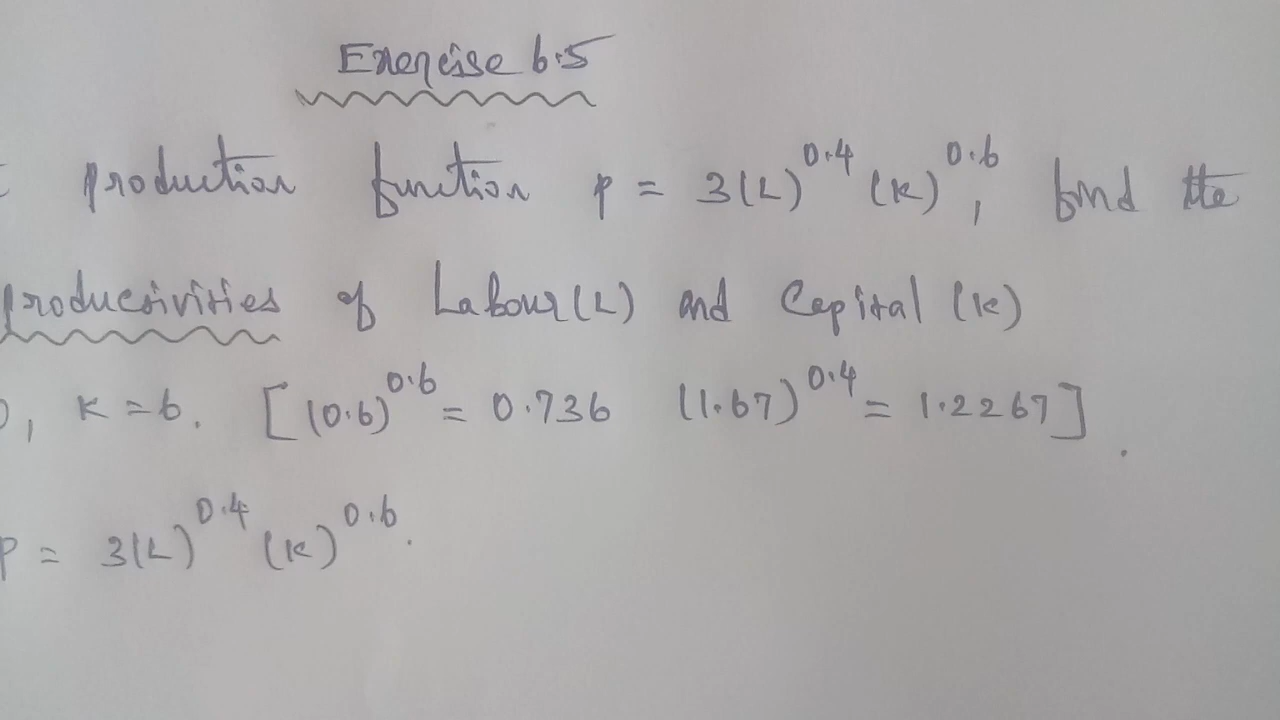 Exercise 6.5
production function p = 3(L)^0.4 (K)^0.6, find the
productivities of Labour(L) and Capital (K)
0, K=6. [(0.6)^0.6 = 0.736 (1.67)^0.4 = 1.2267].
P = 3(L)^0.4 (K)^0.6.